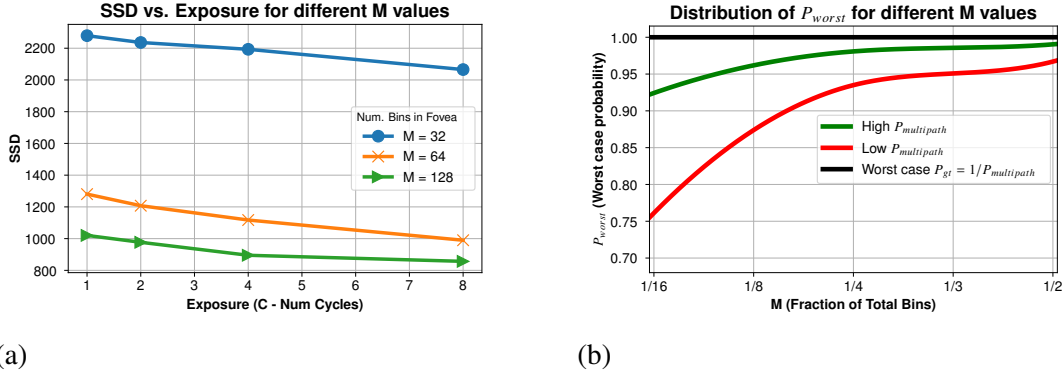 SSD vs. Exposure for different M values
2200
2000
1800
1600
1400
1200
1000
800
SSD
Num. Bins in Fovea
M = 32
M = 64
M = 128
1 2 3 4 5 6 7 8
Exposure (C - Num Cycles)
(a)
Distribution of P_worst for different M values
1.00
0.95
0.90
0.85
0.80
0.75
0.70
P_worst (Worst case probability)
High P_multipath
Low P_multipath
Worst case P_gt = 1/P_multipath
1/16 1/8 1/4 1/3 1/2
M (Fraction of Total Bins)
(b)